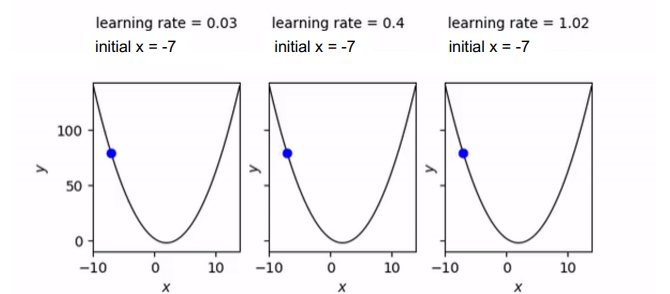 learning rate = 0.03 learning rate = 0.4 learning rate = 1.02
initial x = -7 initial x = -7 initial x = -7
100
50
0
y y y
−10 0 10 −10 0 10 −10 0 10
x x x